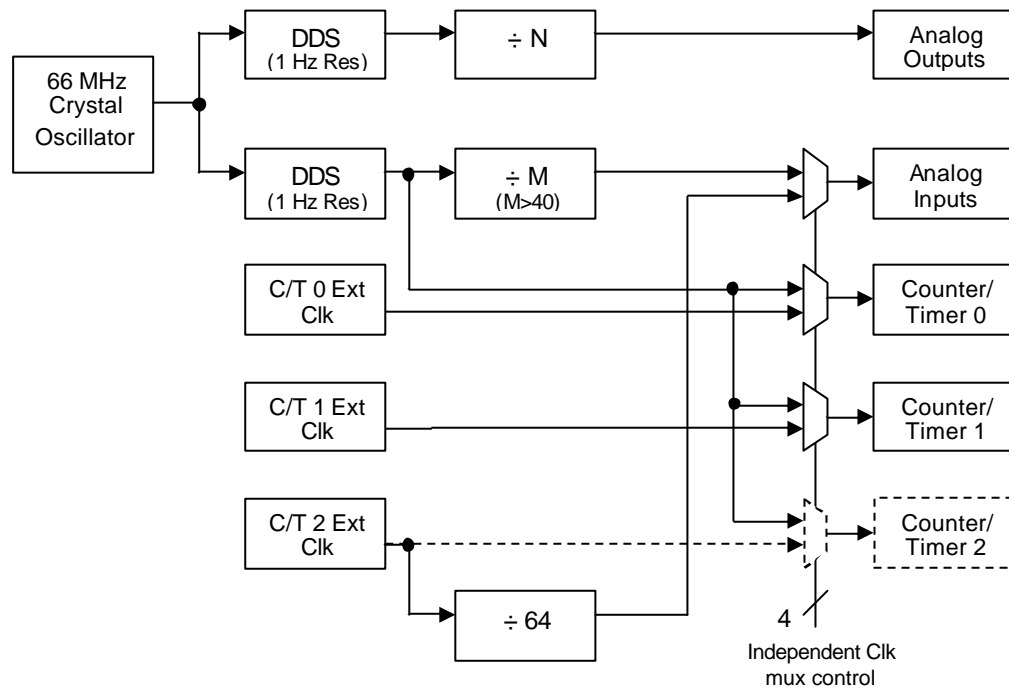 DDS
(1 Hz Res)
÷ N
Analog
Outputs
66 MHz
Crystal
Oscillator
DDS
(1 Hz Res)
÷ M
(M>40)
Analog
Inputs
C/T 0 Ext
Clk
Counter/
Timer 0
C/T 1 Ext
Clk
Counter/
Timer 1
C/T 2 Ext
Clk
Counter/
Timer 2
÷ 64
4
Independent Clk
mux control